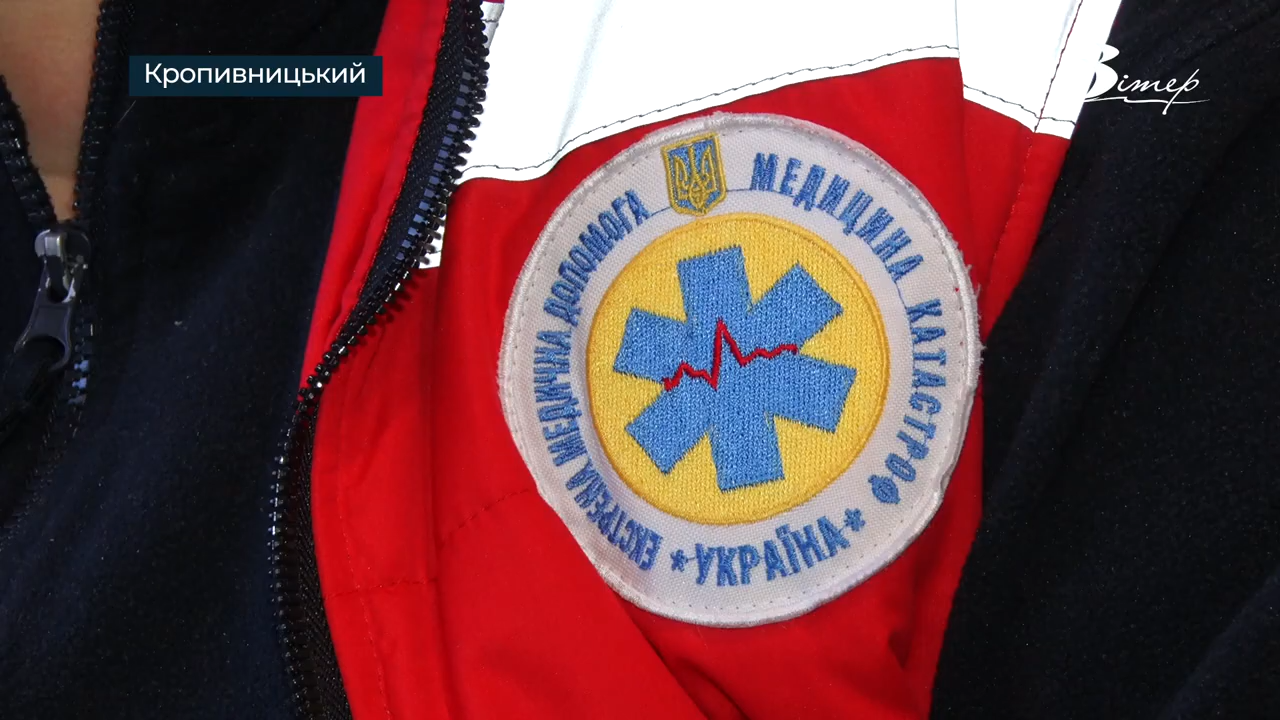 Кропивницький
Вітер
ЕКСТРЕНА МЕДИЧНА ДОПОМОГА
МЕДИЦИНА КАТАСТРОФ
* УКРАЇНА *